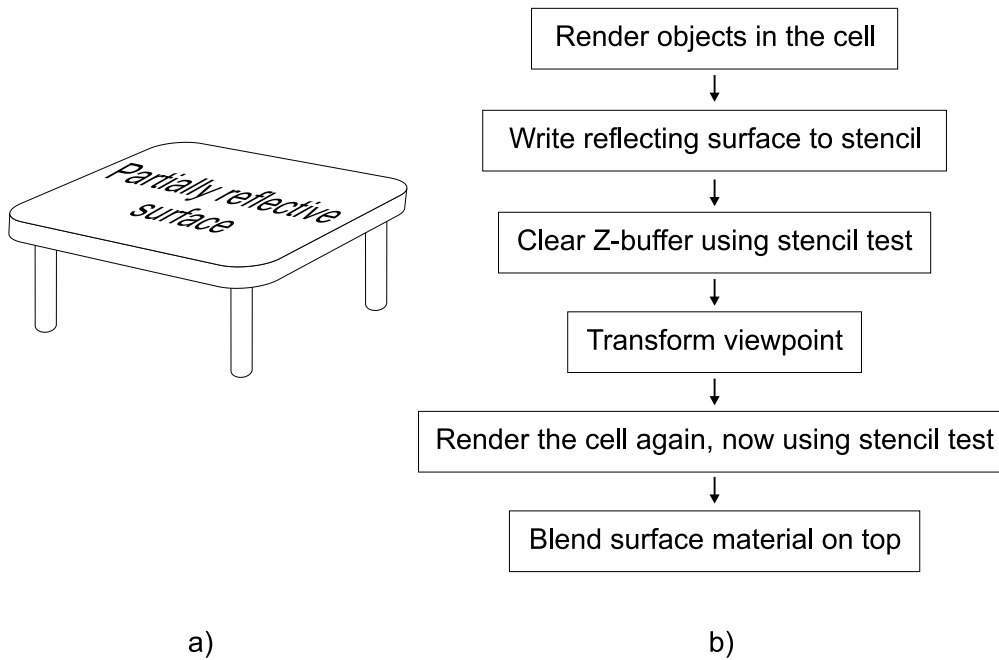 Partially reflective
surface
Render objects in the cell
Write reflecting surface to stencil
Clear Z-buffer using stencil test
Transform viewpoint
Render the cell again, now using stencil test
Blend surface material on top
a)
b)